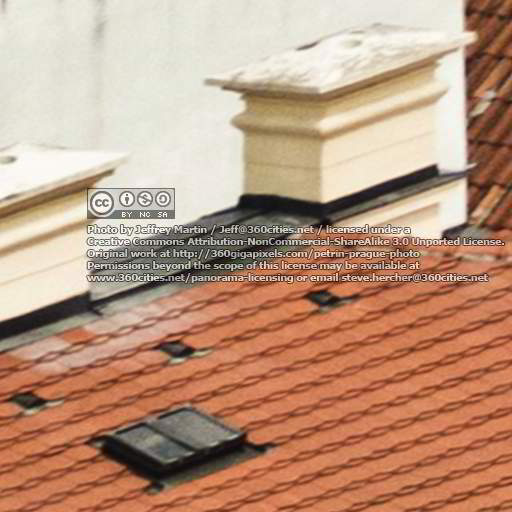 cc BY NC SA
Photo by Jeffrey Martin / Jeff@360cities.net / licensed under a
Creative Commons Attribution-NonCommercial-ShareAlike 3.0 Unported License.
Original work at http://360gigapixels.com/petrin-prague-photo
Permissions beyond the scope of this license may be available at
www.360cities.net/panorama-licensing or email steve.hercher@360cities.net